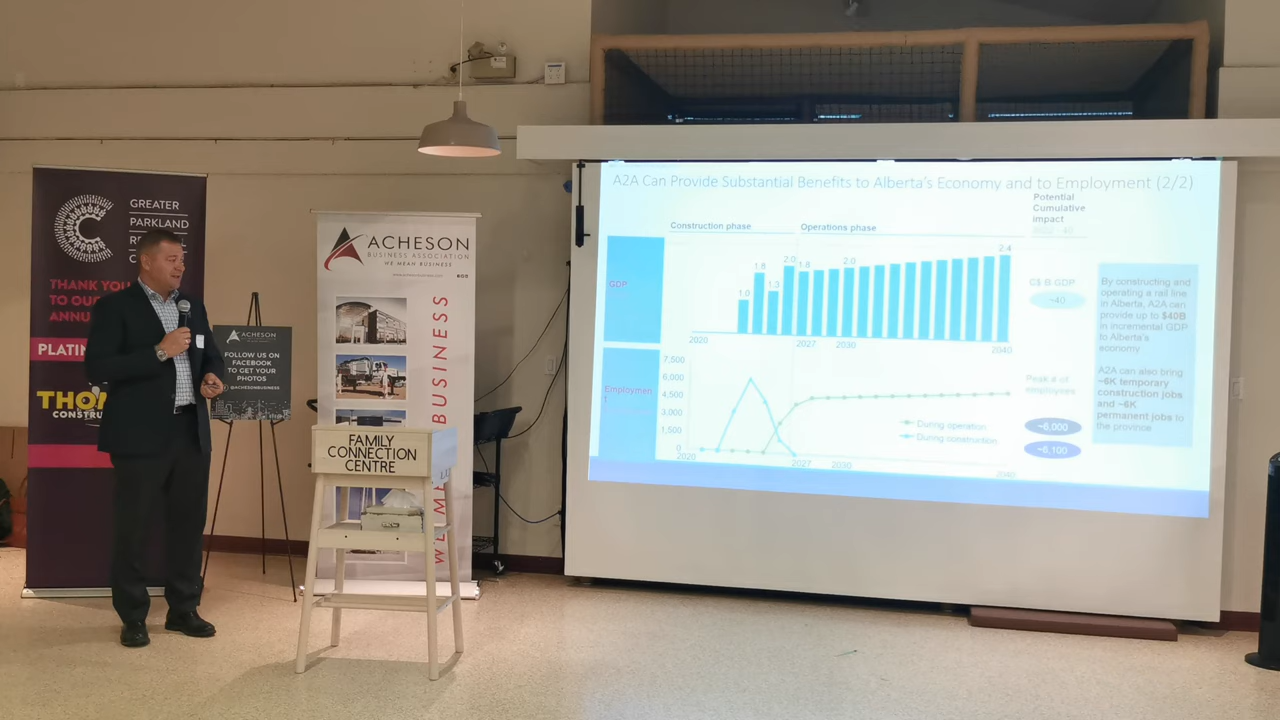 GREATER
PARKLAND
THANK YOU
TO OUR
ANNU
PLATIN
ACHESON
FOLLOW US ON
FACEBOOK
TO GET YOUR
PHOTOS
@ACHESONBUSINESS
ACHESON
BUSINESS ASSOCIATION
WE MEAN BUSINESS
BUSINESS
FAMILY
CONNECTION
CENTRE
A2A Can Provide Substantial Benefits to Alberta's Economy and to Employment (2/2)
Potential
Cumulative
impact
Construction phase
Operations phase
GDP
1.0
1.8
1.3
2.0
1.9
2.0
2.4
2020
2027
2030
2040
C$ B GDP
~40
By constructing and
operating a rail line
in Alberta, A2A can
provide up to $40B
in incremental GDP
to Alberta's
economy
A2A can also bring
~6K temporary
construction jobs
and ~6K
permanent jobs to
the province
Employmen
t
7,500
6,000
4,500
3,000
1,500
0
2020
2027
2030
2040
During operation
During construction
Peak # of
employees
~6,000
~6,100